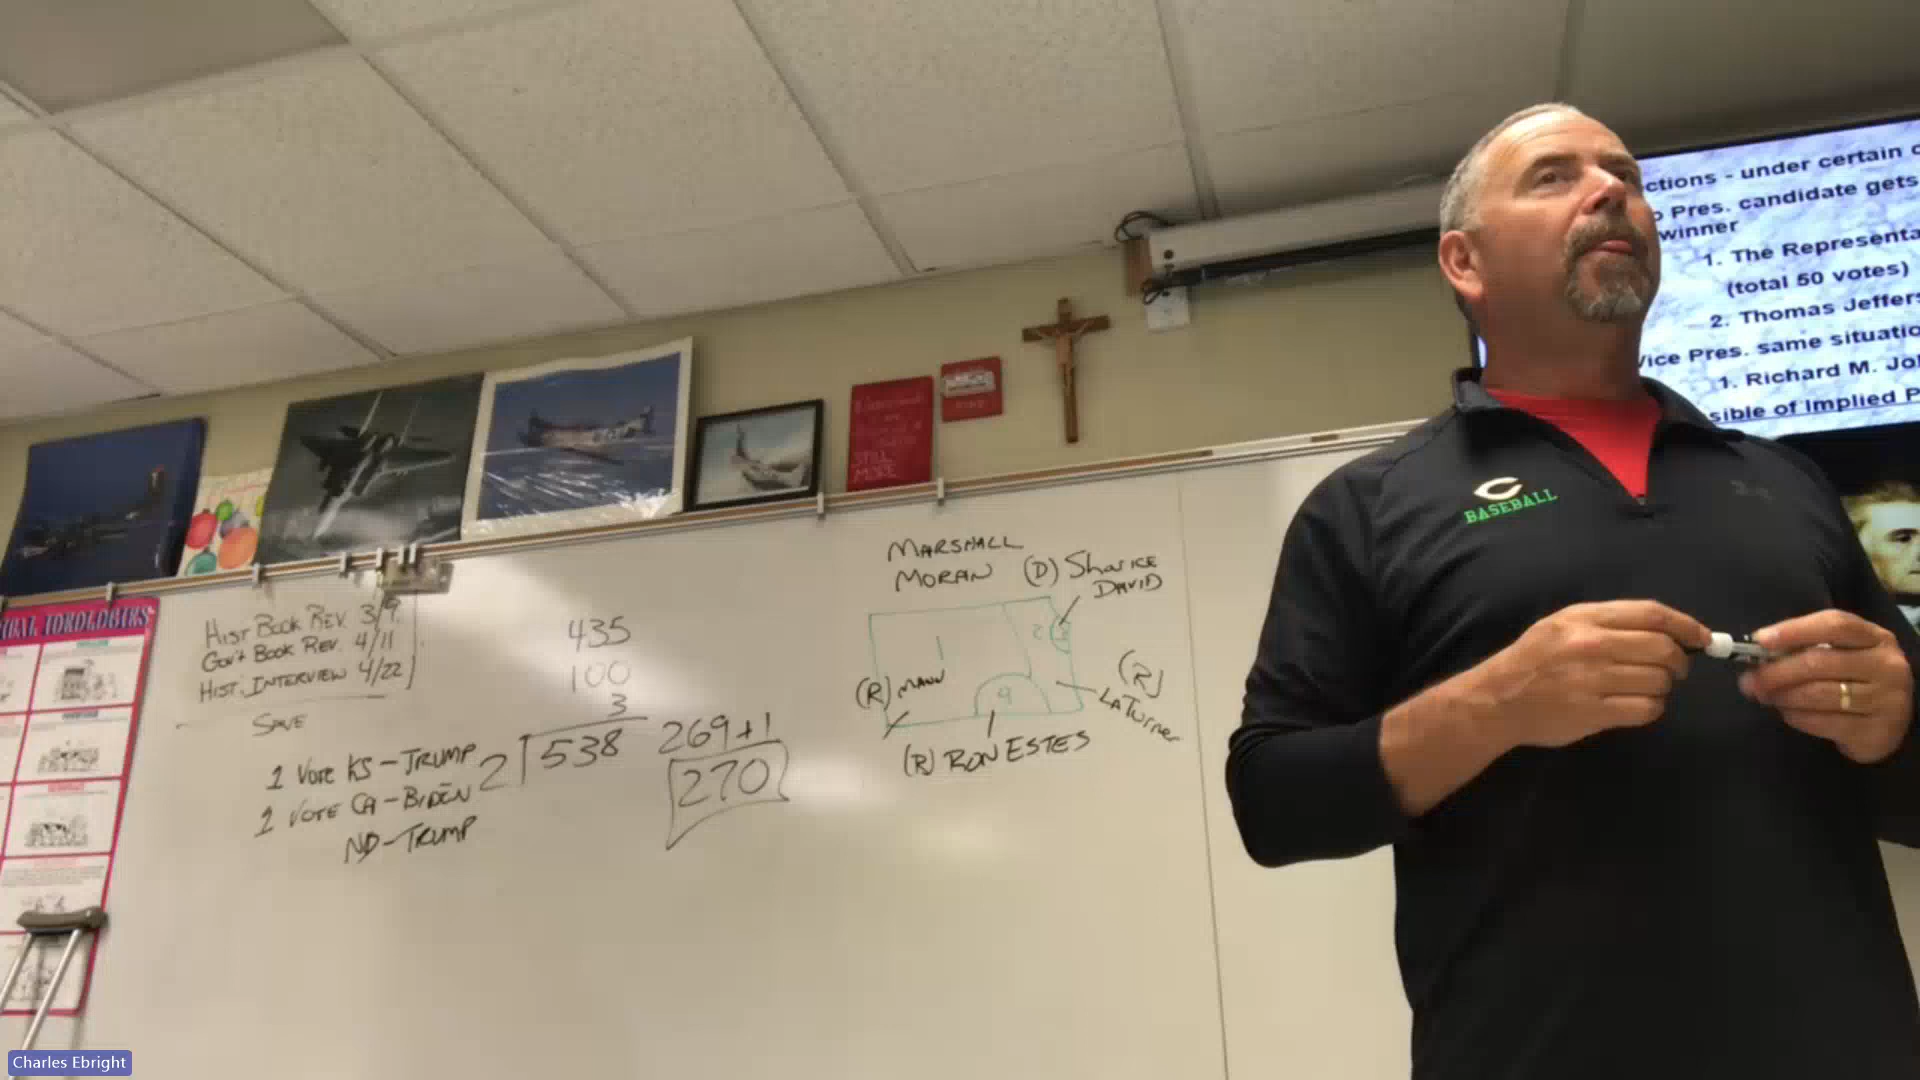 HIST BOOK REV. 3/9
GOV'T BOOK REV. 4/11
HIST. INTERVIEW 4/22
SAVE
1 VOTE KS - TRUMP
1 VOTE CA - BIDEN
ND - TRUMP
435
100
3
2 538
269+1
270
MARSHALL
MORAN
(D) SHARICE
DAVID
1
2
3
4
(R) MANN
(R)
LATURNER
(R) RON ESTES
STILL
MORE
C
BASEBALL
ctions - under certain
Pres. candidate gets
winner
1. The Representa
(total 50 votes)
2. Thomas Jeffers
Vice Pres. same situatio
1. Richard M. Jo
sible of Implied P
Charles Ebright